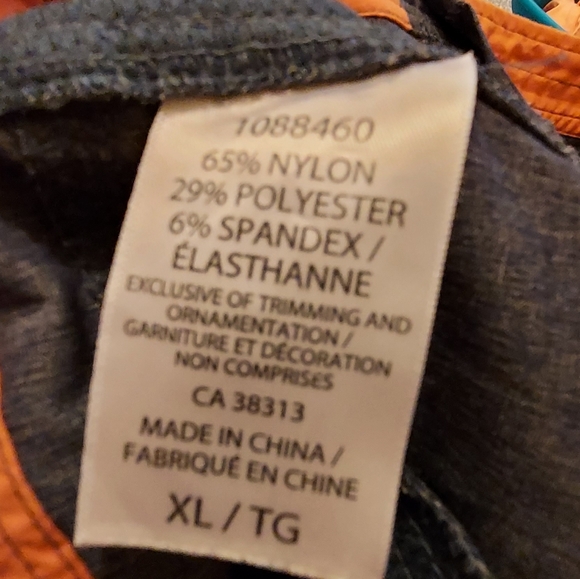 1088460
65% NYLON
29% POLYESTER
6% SPANDEX /
ÉLASTHANNE
EXCLUSIVE OF TRIMMING AND
ORNAMENTATION /
GARNITURE ET DÉCORATION
NON COMPRISES
CA 38313
MADE IN CHINA /
FABRIQUÉ EN CHINE
XL / TG